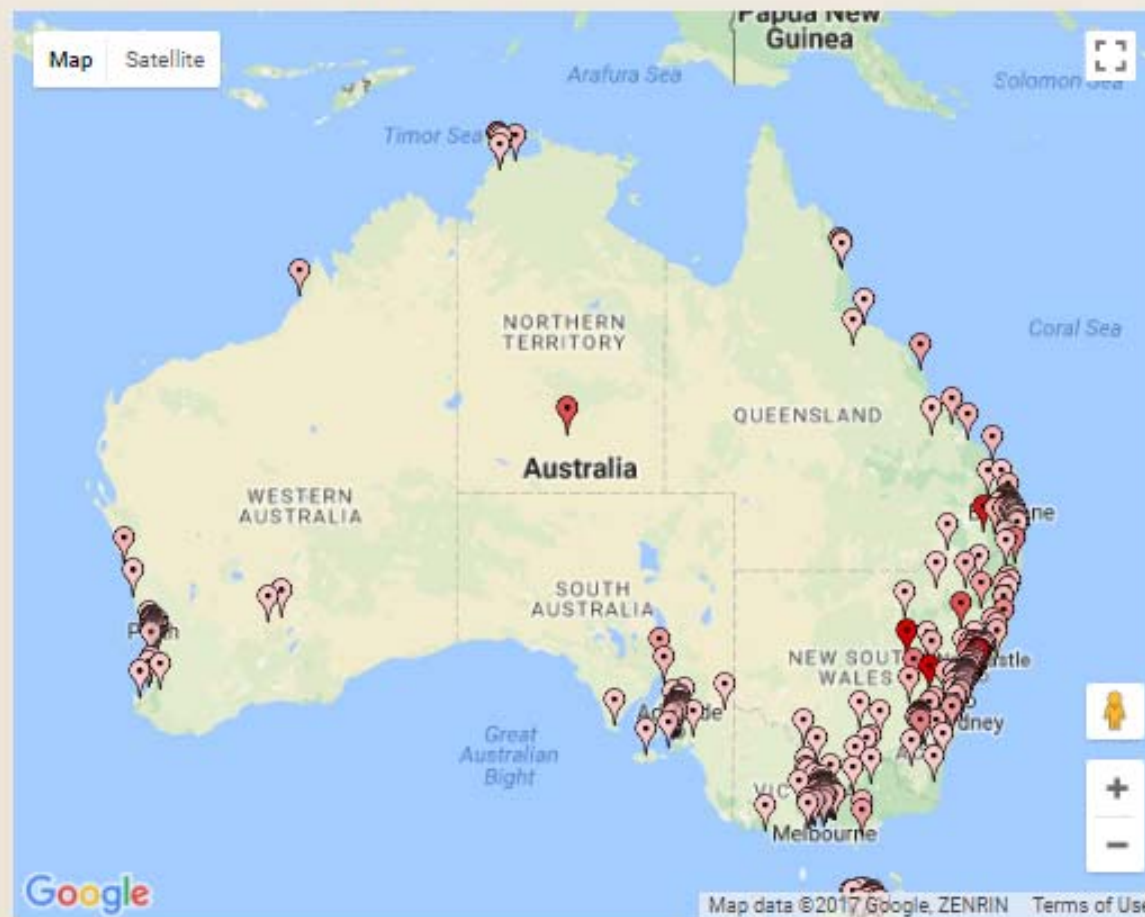 Papua New
Guinea
Map
Satellite
Arafura Sea
Solomon Sea
Timor Sea
NORTHERN
TERRITORY
Coral Sea
QUEENSLAND
Australia
WESTERN
AUSTRALIA
SOUTH
AUSTRALIA
NEW SOUTH
WALES
Great
Australian
Bight
VIC
Melbourne
Google
Map data ©2017 Google, ZENRIN
Terms of Use